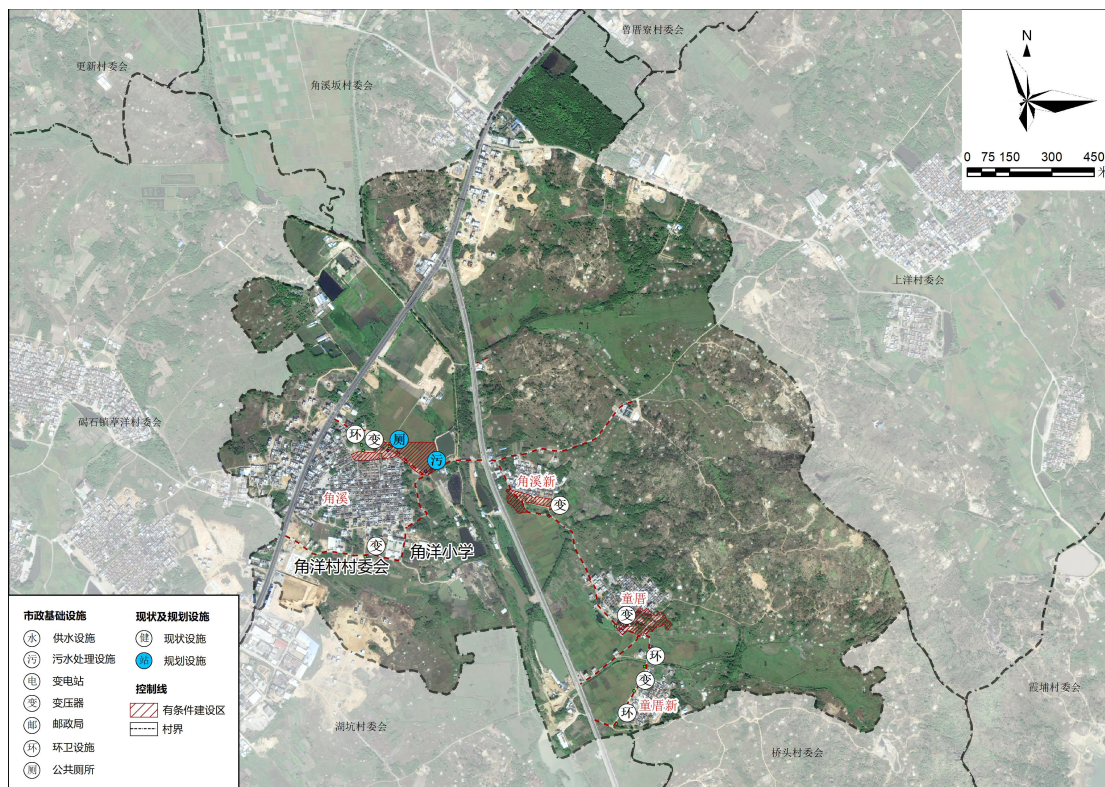 曾厝寮村委会
N
更新村委会
角溪坂村委会
0 75 150 300 450
米
上洋村委会
碣石镇草洋村委会
环 变 厕
污
角溪
角溪新
变
变
角洋小学
角洋村村委会
童厝
变
环
变
环
童厝新
湖坑村委会
桥头村委会
霞埔村委会
市政基础设施
水 供水设施
污 污水处理设施
电 变电站
变 变压器
邮 邮政局
环 环卫设施
厕 公共厕所
现状及规划设施
健 现状设施
站 规划设施
控制线
有条件建设区
村界